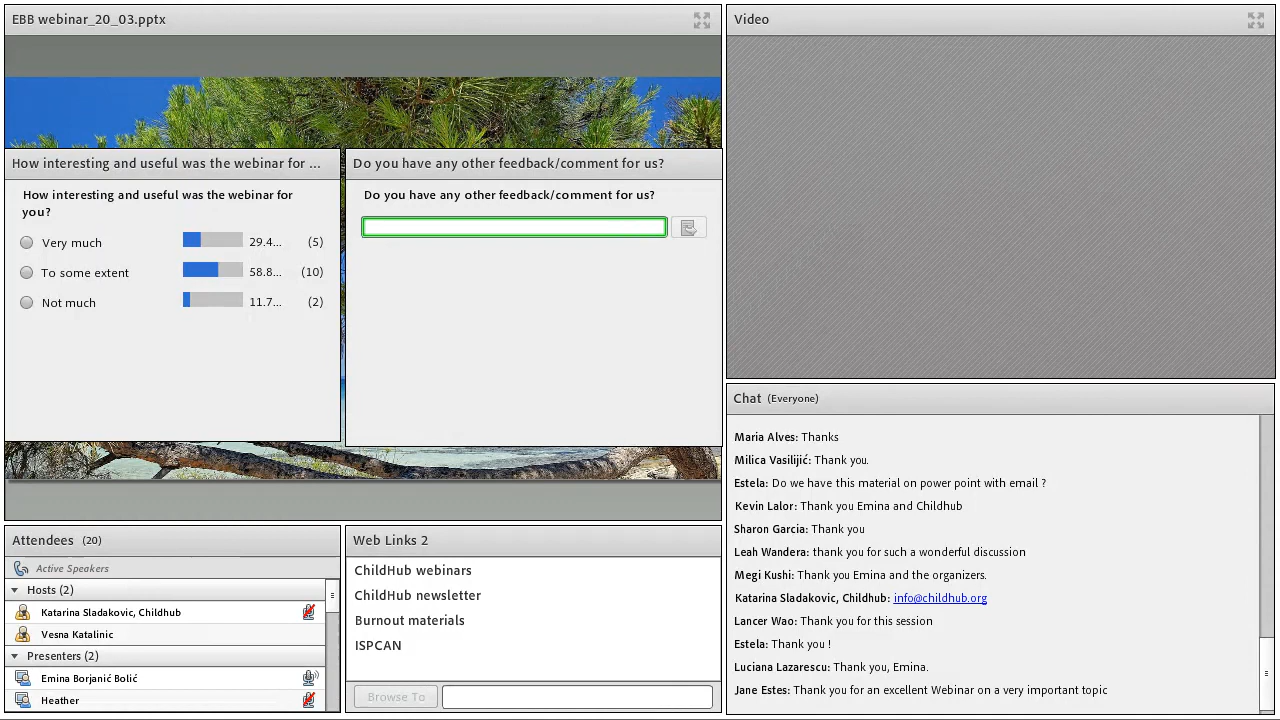 EBB webinar_20_03.pptx
How interesting and useful was the webinar for ...
How interesting and useful was the webinar for
you?
Very much 29.4... (5)
To some extent 58.8... (10)
Not much 11.7... (2)
Do you have any other feedback/comment for us?
Do you have any other feedback/comment for us?
Video
Chat (Everyone)
Maria Alves: Thanks
Milica Vasilijić: Thank you.
Estela: Do we have this material on power point with email ?
Kevin Lalor: Thank you Emina and Childhub
Sharon Garcia: Thank you
Leah Wandera: thank you for such a wonderful discussion
Megi Kushi: Thank you Emina and the organizers.
Katarina Sladakovic, Childhub: info@childhub.org
Lancer Wao: Thank you for this session
Estela: Thank you !
Luciana Lazarescu: Thank you, Emina.
Jane Estes: Thank you for an excellent Webinar on a very important topic
Attendees (20)
Active Speakers
Hosts (2)
Katarina Sladakovic, Childhub
Vesna Katalinic
Presenters (2)
Emina Borjanić Bolić
Heather
Web Links 2
ChildHub webinars
ChildHub newsletter
Burnout materials
ISPCAN
Browse To